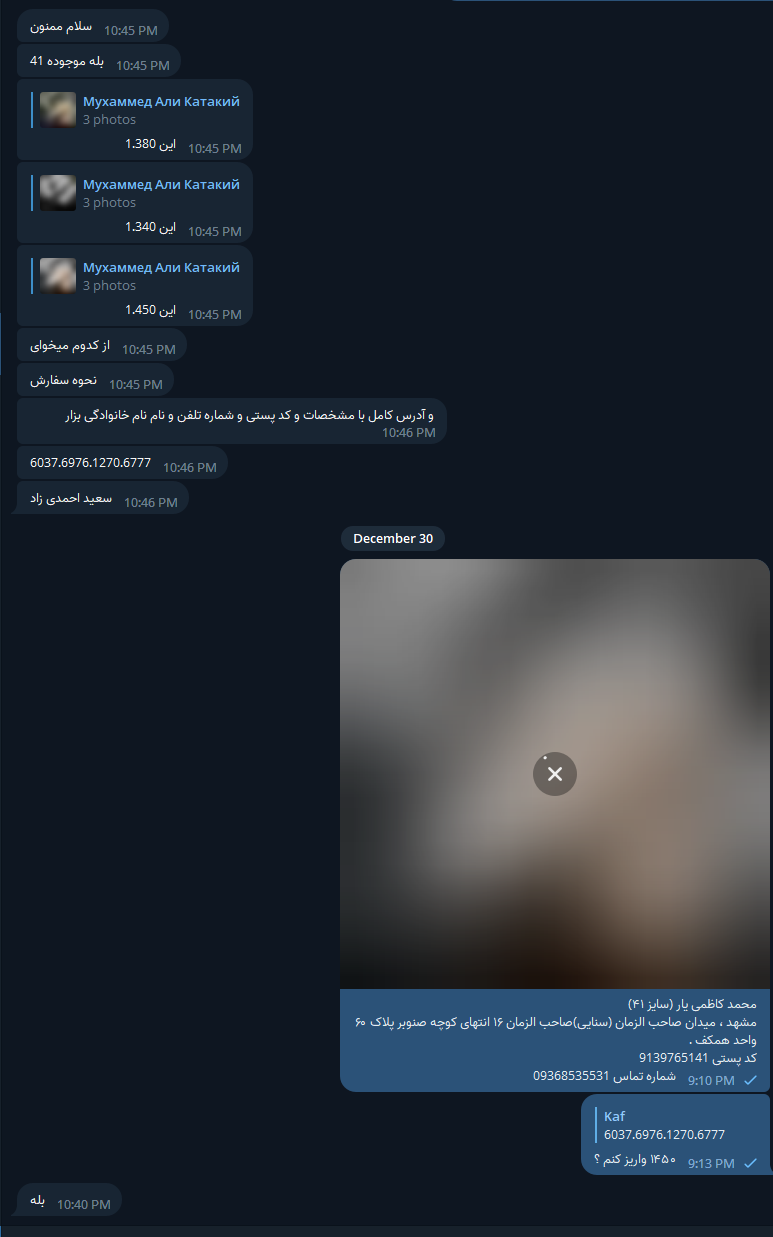 سلام ممنون
10:45 PM
بله موجوده 41
10:45 PM
Мухаммед Али Катакий
3 photos
این 1.380
10:45 PM
Мухаммед Али Катакий
3 photos
این 1.340
10:45 PM
Мухаммед Али Катакий
3 photos
این 1.450
10:45 PM
از کدوم میخوای
10:45 PM
نحوه سفارش
10:45 PM
و آدرس کامل با مشخصات و کد پستی و شماره تلفن و نام نام خانوادگی بزار
10:46 PM
6037.6976.1270.6777
10:46 PM
سعید احمدی زاد
10:46 PM
December 30
محمد کاظمی یار (سایز ۴۱)
مشهد ، میدان صاحب الزمان (سنایی)صاحب الزمان ۱۶ انتهای کوچه صنوبر پلاک ۶۰
واحد همکف .
کد پستی 9139765141
شماره تماس 09368535531
9:10 PM
Kaf
6037.6976.1270.6777
۱۴۵۰ واریز کنم ؟
9:13 PM
بله
10:40 PM